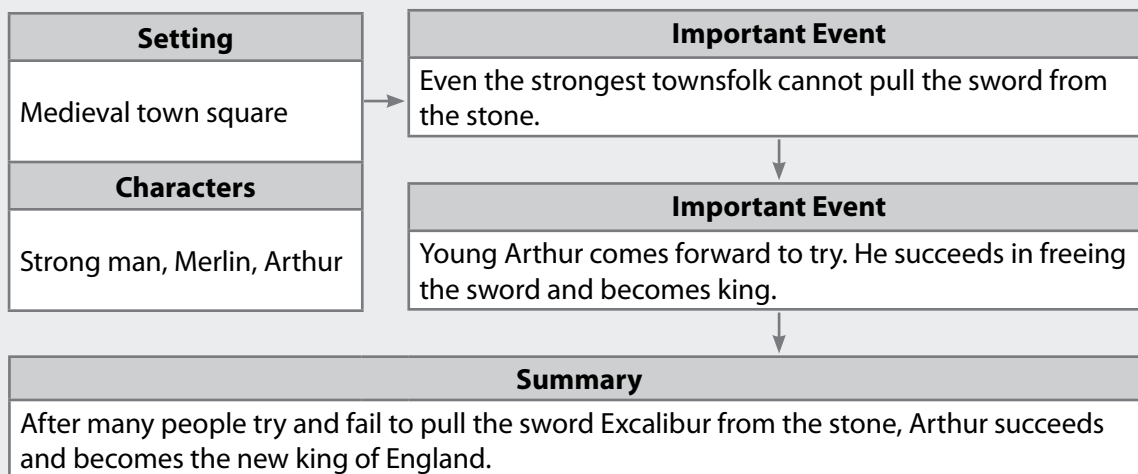 Setting
Medieval town square
Characters
Strong man, Merlin, Arthur
Important Event
Even the strongest townsfolk cannot pull the sword from
the stone.
Important Event
Young Arthur comes forward to try. He succeeds in freeing
the sword and becomes king.
Summary
After many people try and fail to pull the sword Excalibur from the stone, Arthur succeeds
and becomes the new king of England.